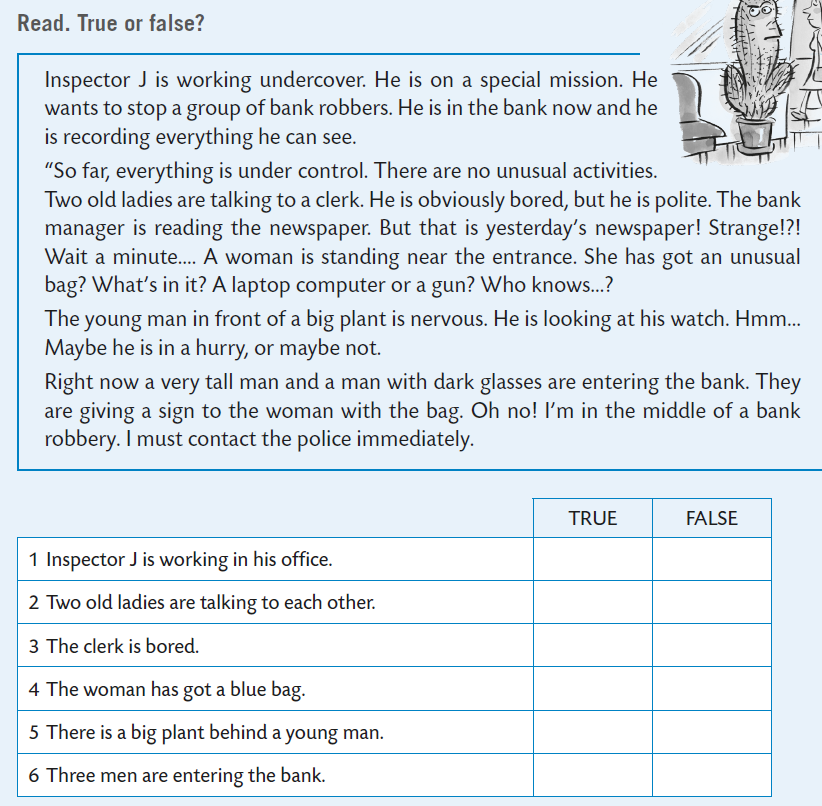 Read. True or false?
Inspector J is working undercover. He is on a special mission. He
wants to stop a group of bank robbers. He is in the bank now and he
is recording everything he can see.
“So far, everything is under control. There are no unusual activities.
Two old ladies are talking to a clerk. He is obviously bored, but he is polite. The bank
manager is reading the newspaper. But that is yesterday’s newspaper! Strange!?!
Wait a minute.... A woman is standing near the entrance. She has got an unusual
bag? What’s in it? A laptop computer or a gun? Who knows...?
The young man in front of a big plant is nervous. He is looking at his watch. Hmm...
Maybe he is in a hurry, or maybe not.
Right now a very tall man and a man with dark glasses are entering the bank. They
are giving a sign to the woman with the bag. Oh no! I’m in the middle of a bank
robbery. I must contact the police immediately.
TRUE FALSE
1 Inspector J is working in his office.
2 Two old ladies are talking to each other.
3 The clerk is bored.
4 The woman has got a blue bag.
5 There is a big plant behind a young man.
6 Three men are entering the bank.